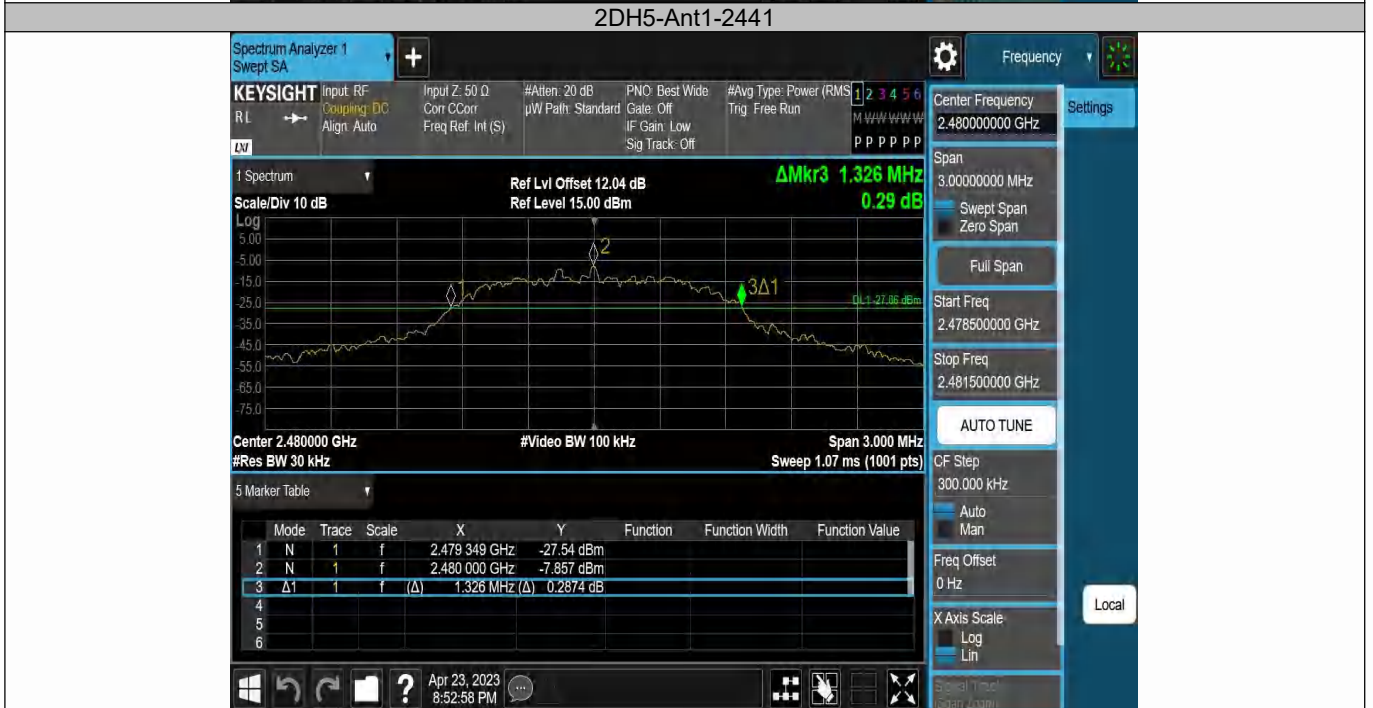 2DH5-Ant1-2441
Spectrum Analyzer 1
Swept SA
+
Frequency
KEYSIGHT Input: RF Input Z: 50 Ω #Atten: 20 dB PNO: Best Wide #Avg Type: Power (RMS 1 2 3 4 5 6
RL Coupling: DC Corr CCorr µW Path: Standard Gate: Off Trig: Free Run M W W W W W
Align: Auto Freq Ref: Int (S) IF Gain: Low
LXI Sig Track: Off P P P P P P
Center Frequency
2.480000000 GHz
Settings
Span
3.00000000 MHz
Swept Span
Zero Span
Full Span
Start Freq
2.478500000 GHz
Stop Freq
2.481500000 GHz
AUTO TUNE
CF Step
300.000 kHz
Auto
Man
Freq Offset
0 Hz
X Axis Scale
Log
Lin
Local
1 Spectrum
Ref Lvl Offset 12.04 dB
ΔMkr3 1.326 MHz
Scale/Div 10 dB
Ref Level 15.00 dBm
0.29 dB
Log
5.00
-5.00
-15.0
-25.0
-35.0
-45.0
-55.0
-65.0
-75.0
1
2
3Δ1
DL1 -27.86 dBm
Center 2.480000 GHz #Video BW 100 kHz Span 3.000 MHz
#Res BW 30 kHz Sweep 1.07 ms (1001 pts)
5 Marker Table
Mode Trace Scale X Y Function Function Width Function Value
1 N 1 f 2.479 349 GHz -27.54 dBm
2 N 1 f 2.480 000 GHz -7.857 dBm
3 Δ1 1 f (Δ) 1.326 MHz (Δ) 0.2874 dB
4
5
6
?
Apr 23, 2023
8:52:58 PM